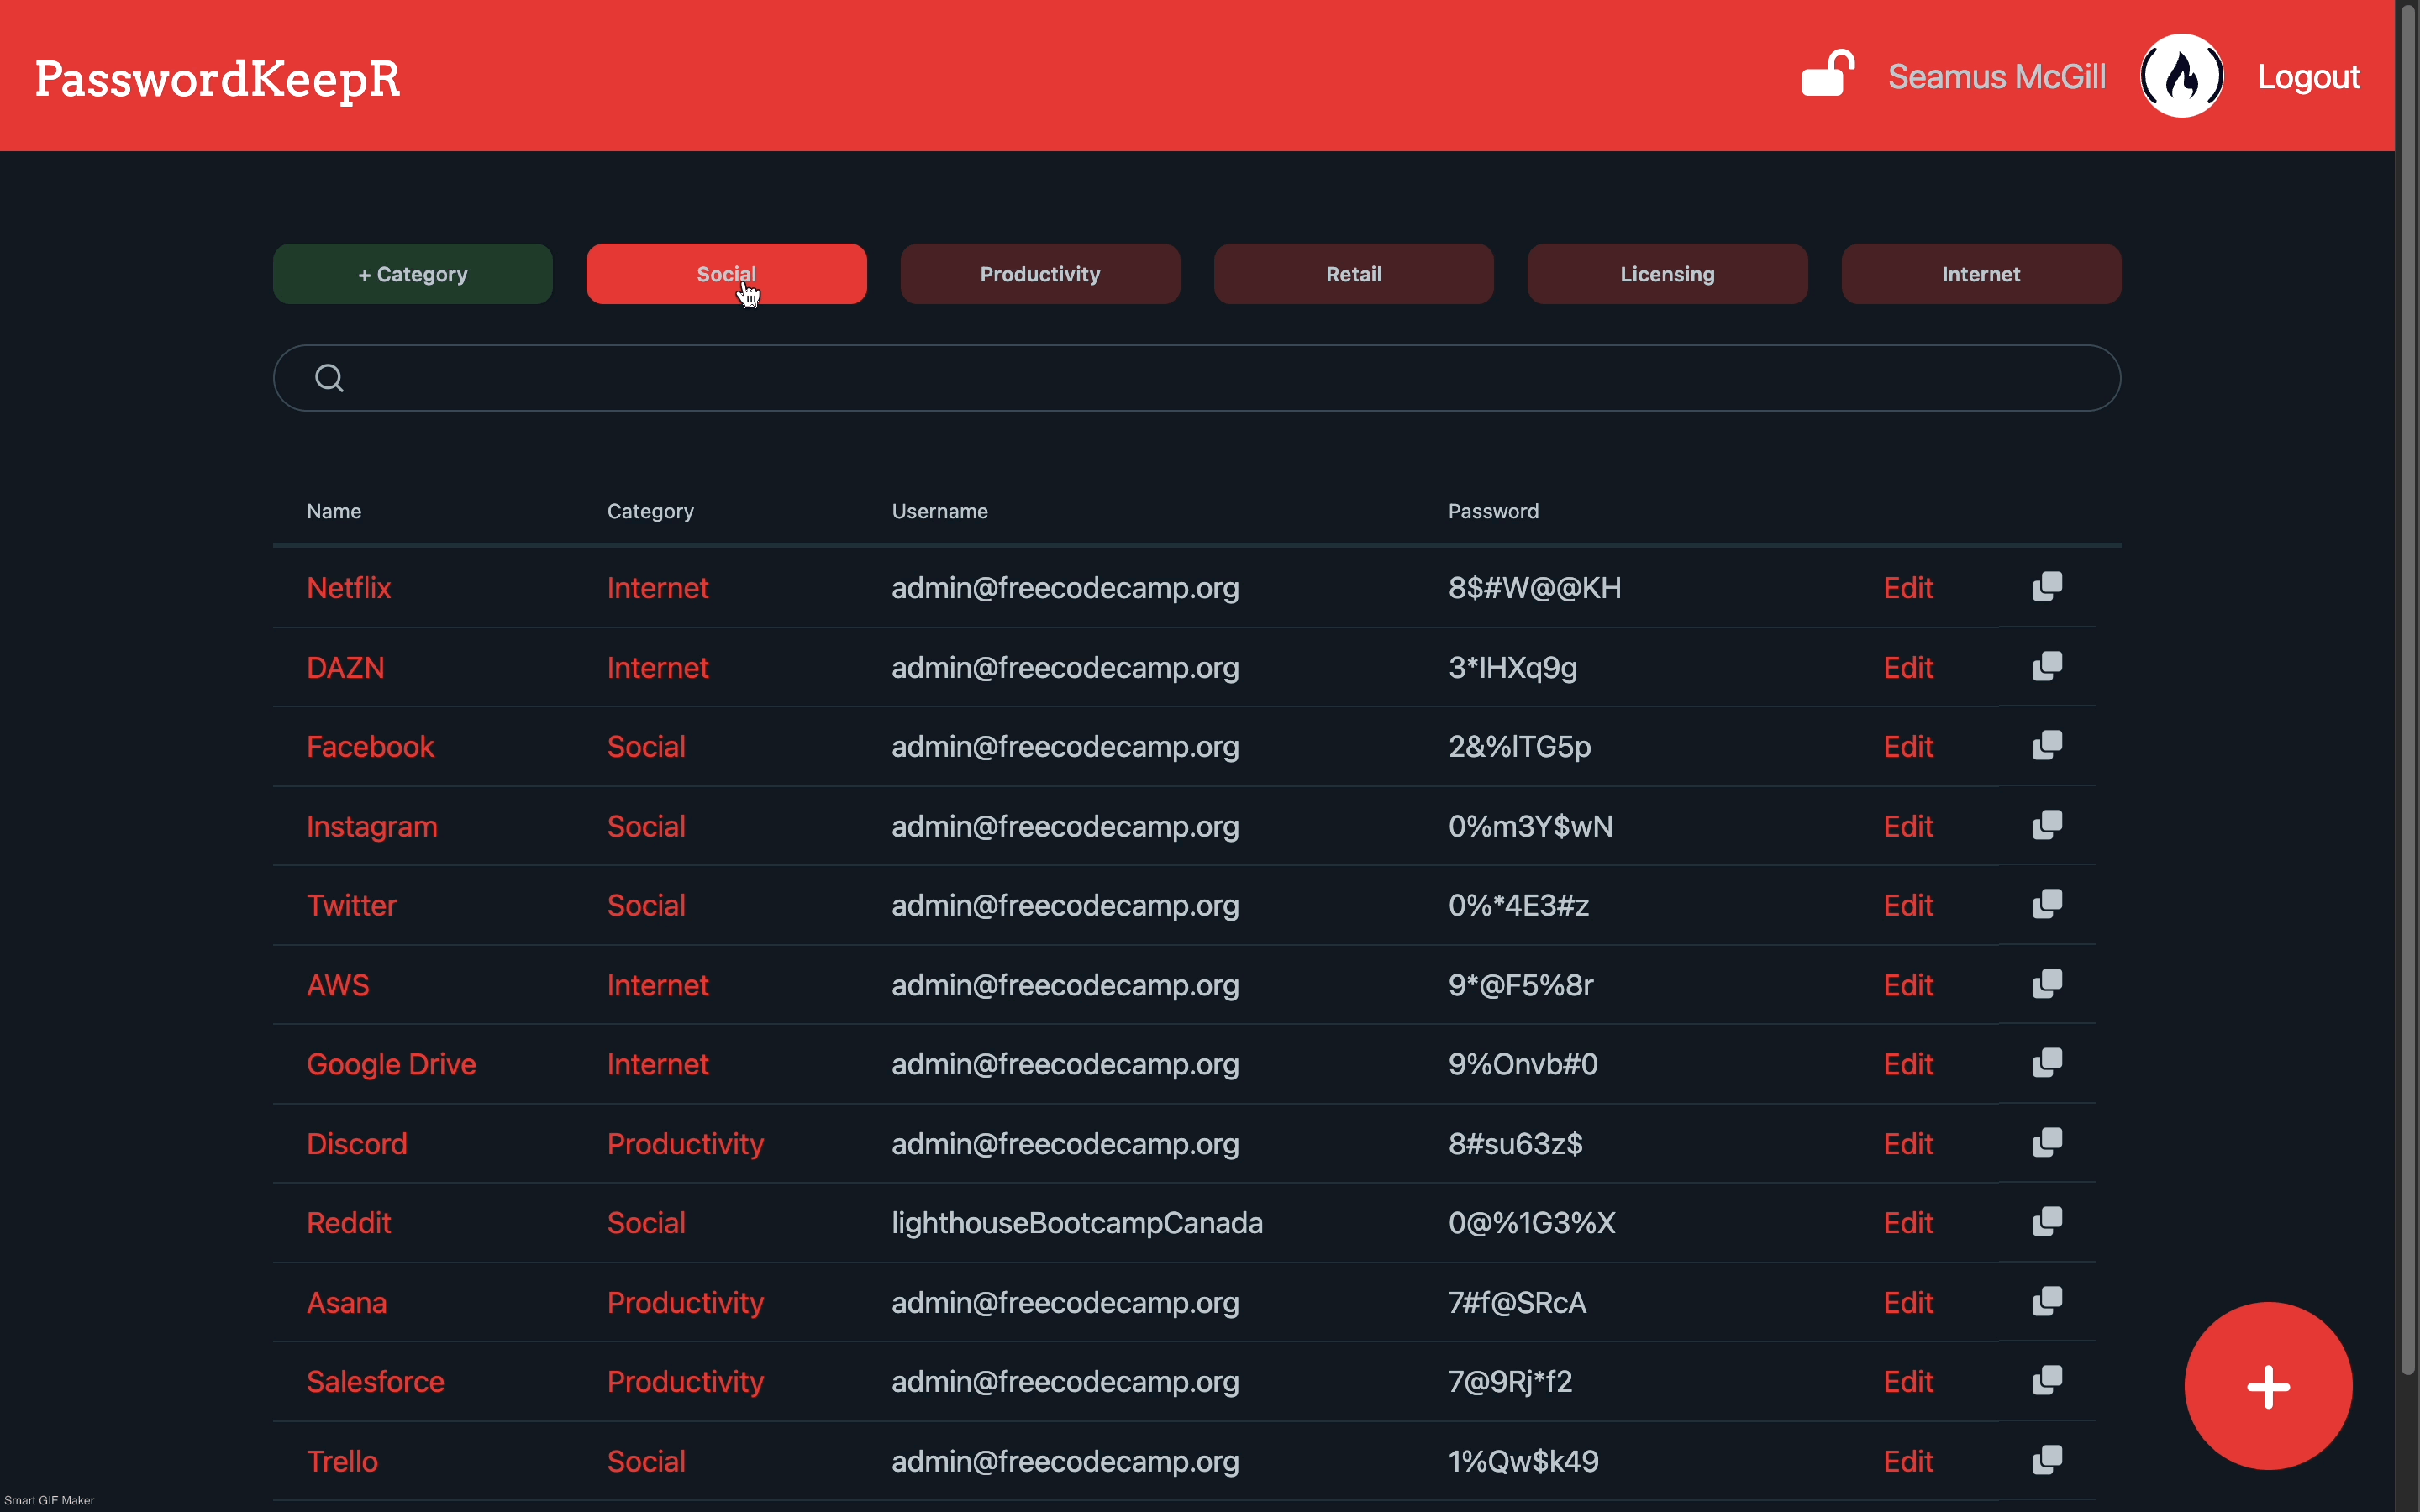 PasswordKeepR
Seamus McGill
Logout
+ Category
Social
Productivity
Retail
Licensing
Internet
Name Category Username Password
Netflix Internet admin@freecodecamp.org 8$#W@@KH Edit
DAZN Internet admin@freecodecamp.org 3*IHXq9g Edit
Facebook Social admin@freecodecamp.org 2&%lTG5p Edit
Instagram Social admin@freecodecamp.org 0%m3Y$wN Edit
Twitter Social admin@freecodecamp.org 0%*4E3#z Edit
AWS Internet admin@freecodecamp.org 9*@F5%8r Edit
Google Drive Internet admin@freecodecamp.org 9%Onvb#0 Edit
Discord Productivity admin@freecodecamp.org 8#su63z$ Edit
Reddit Social lighthouseBootcampCanada 0@%1G3%X Edit
Asana Productivity admin@freecodecamp.org 7#f@SRcA Edit
Salesforce Productivity admin@freecodecamp.org 7@9Rj*f2 Edit
Trello Social admin@freecodecamp.org 1%Qw$k49 Edit
Smart GIF Maker